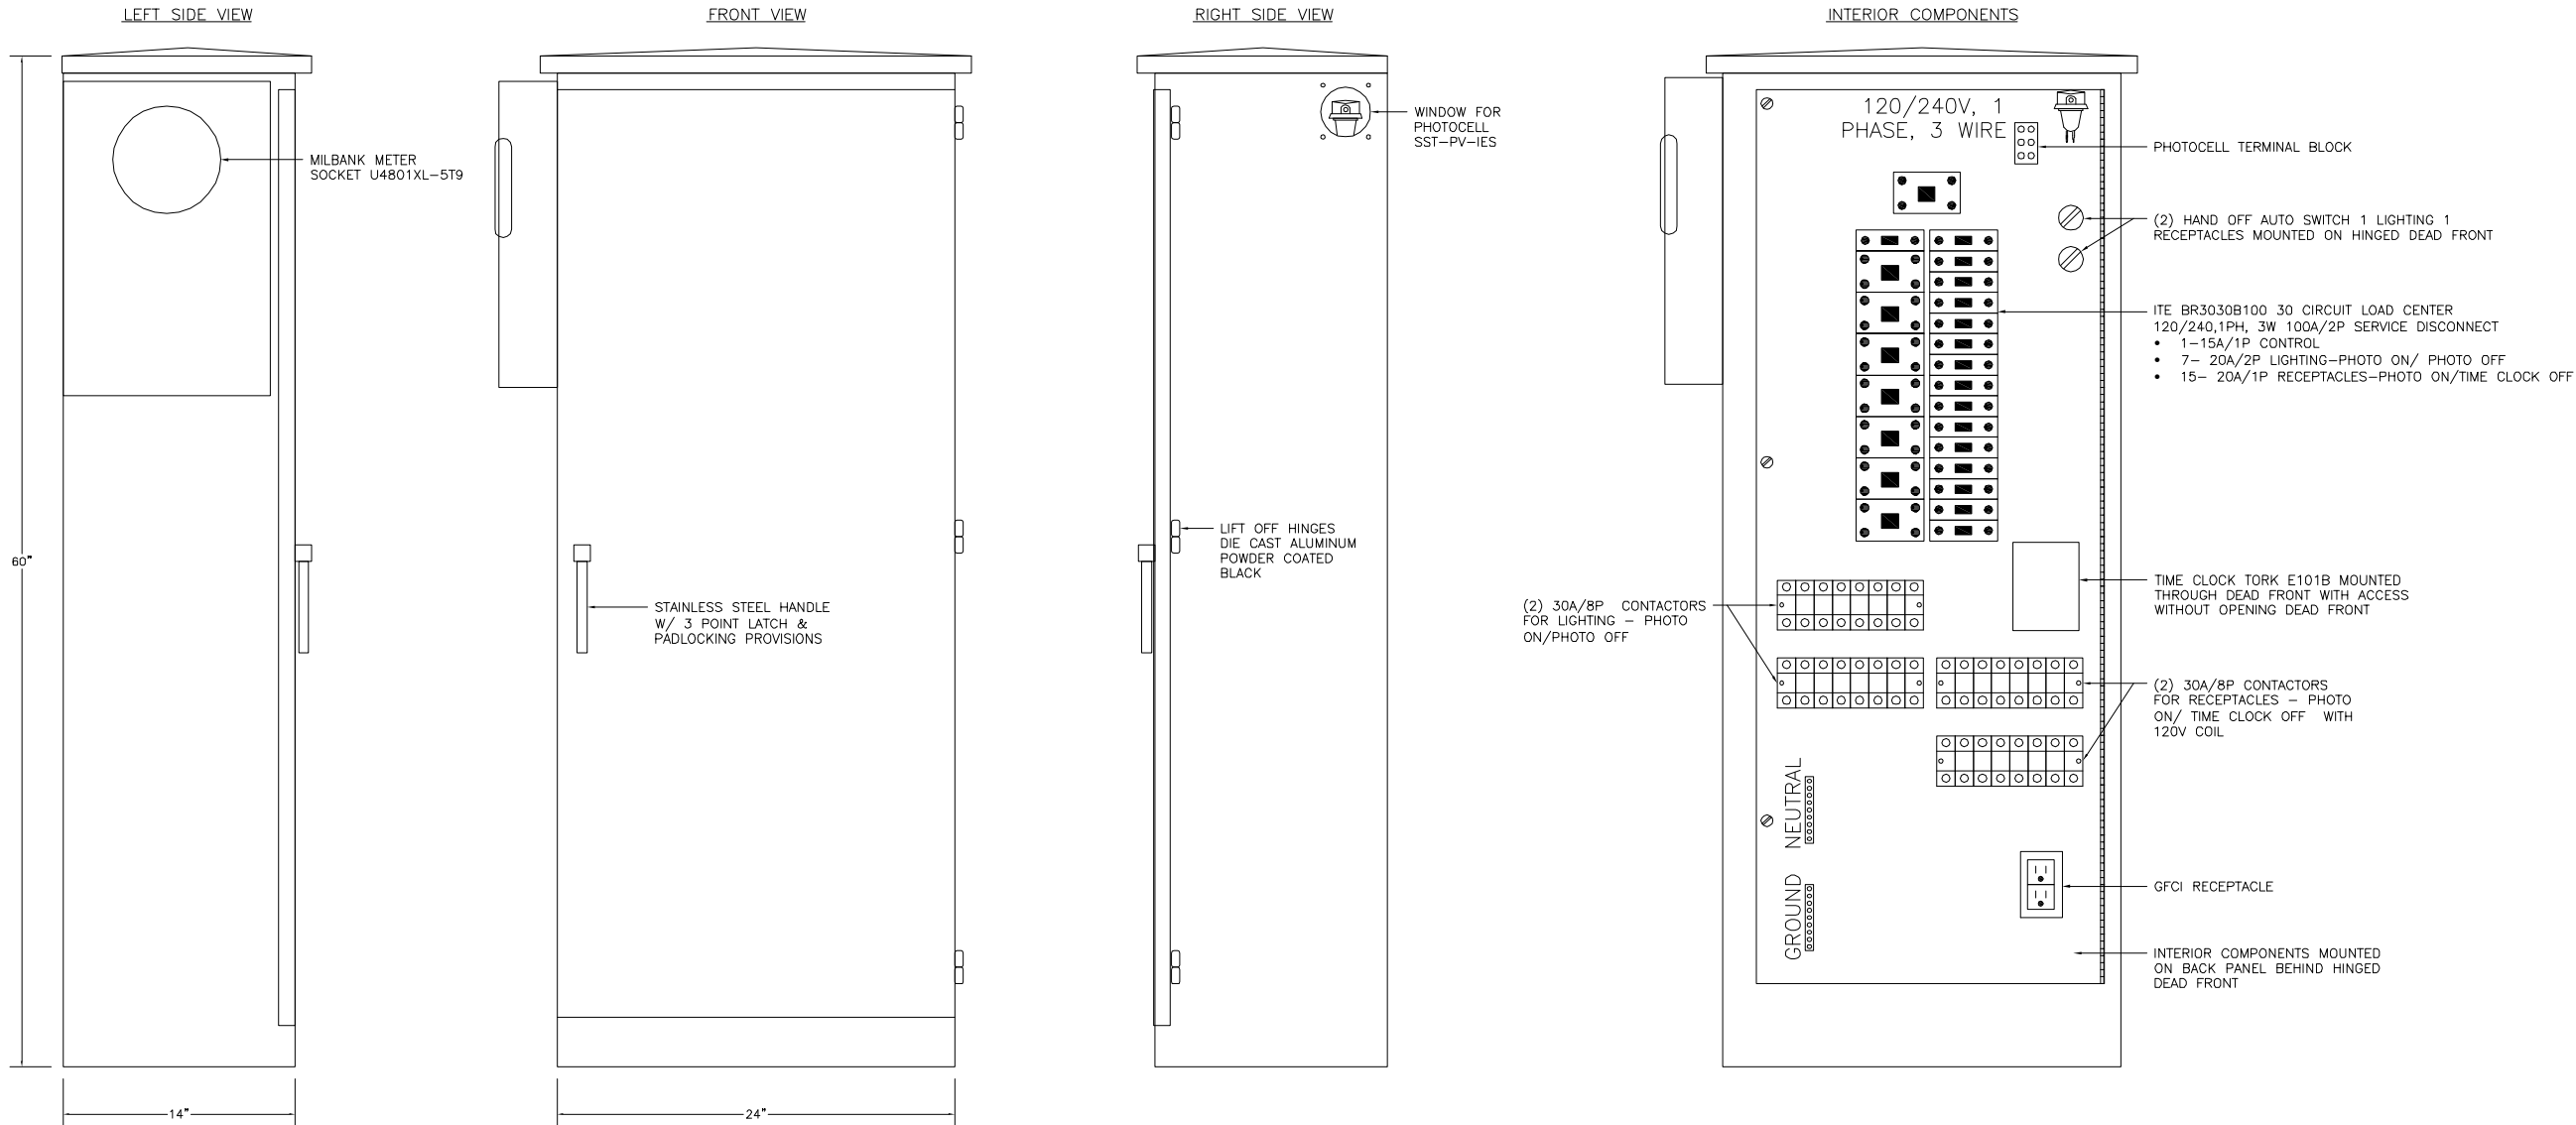 LEFT SIDE VIEW
MILBANK METER
SOCKET U4801XL-5T9
60"
14"
FRONT VIEW
STAINLESS STEEL HANDLE
W/ 3 POINT LATCH &
PADLOCKING PROVISIONS
24"
RIGHT SIDE VIEW
WINDOW FOR
PHOTOCELL
SST-PV-IES
LIFT OFF HINGES
DIE CAST ALUMINUM
POWDER COATED
BLACK
INTERIOR COMPONENTS
120/240V, 1
PHASE, 3 WIRE
PHOTOCELL TERMINAL BLOCK
(2) HAND OFF AUTO SWITCH 1 LIGHTING 1
RECEPTACLES MOUNTED ON HINGED DEAD FRONT
ITE BR3030B100 30 CIRCUIT LOAD CENTER
120/240,1PH, 3W 100A/2P SERVICE DISCONNECT
• 1-15A/1P CONTROL
• 7- 20A/2P LIGHTING-PHOTO ON/ PHOTO OFF
• 15- 20A/1P RECEPTACLES-PHOTO ON/TIME CLOCK OFF
TIME CLOCK TORK E101B MOUNTED
THROUGH DEAD FRONT WITH ACCESS
WITHOUT OPENING DEAD FRONT
(2) 30A/8P CONTACTORS
FOR LIGHTING - PHOTO
ON/PHOTO OFF
(2) 30A/8P CONTACTORS
FOR RECEPTACLES - PHOTO
ON/ TIME CLOCK OFF WITH
120V COIL
NEUTRAL
GROUND
GFCI RECEPTACLE
INTERIOR COMPONENTS MOUNTED
ON BACK PANEL BEHIND HINGED
DEAD FRONT